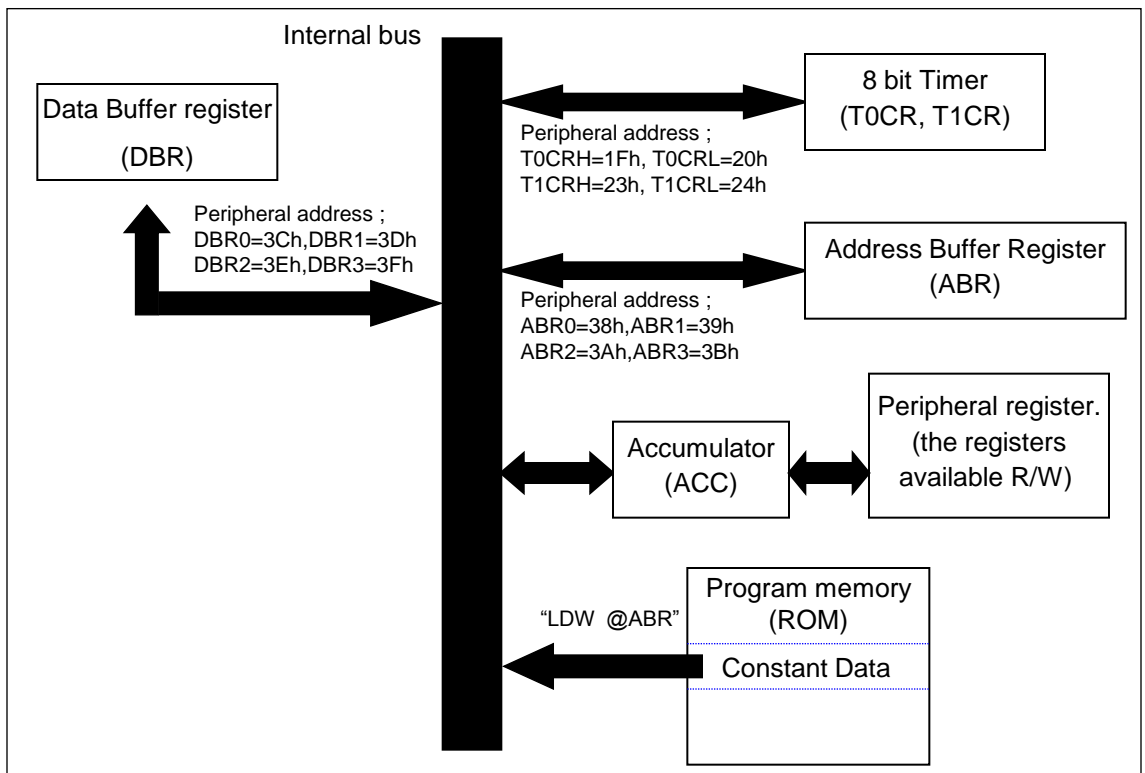 Internal bus
Data Buffer register
(DBR)
Peripheral address ;
DBR0=3Ch,DBR1=3Dh
DBR2=3Eh,DBR3=3Fh
8 bit Timer
(T0CR, T1CR)
Peripheral address ;
T0CRH=1Fh, T0CRL=20h
T1CRH=23h, T1CRL=24h
Address Buffer Register
(ABR)
Peripheral address ;
ABR0=38h,ABR1=39h
ABR2=3Ah,ABR3=3Bh
Accumulator
(ACC)
Peripheral register.
(the registers
available R/W)
“LDW @ABR”
Program memory
(ROM)
Constant Data